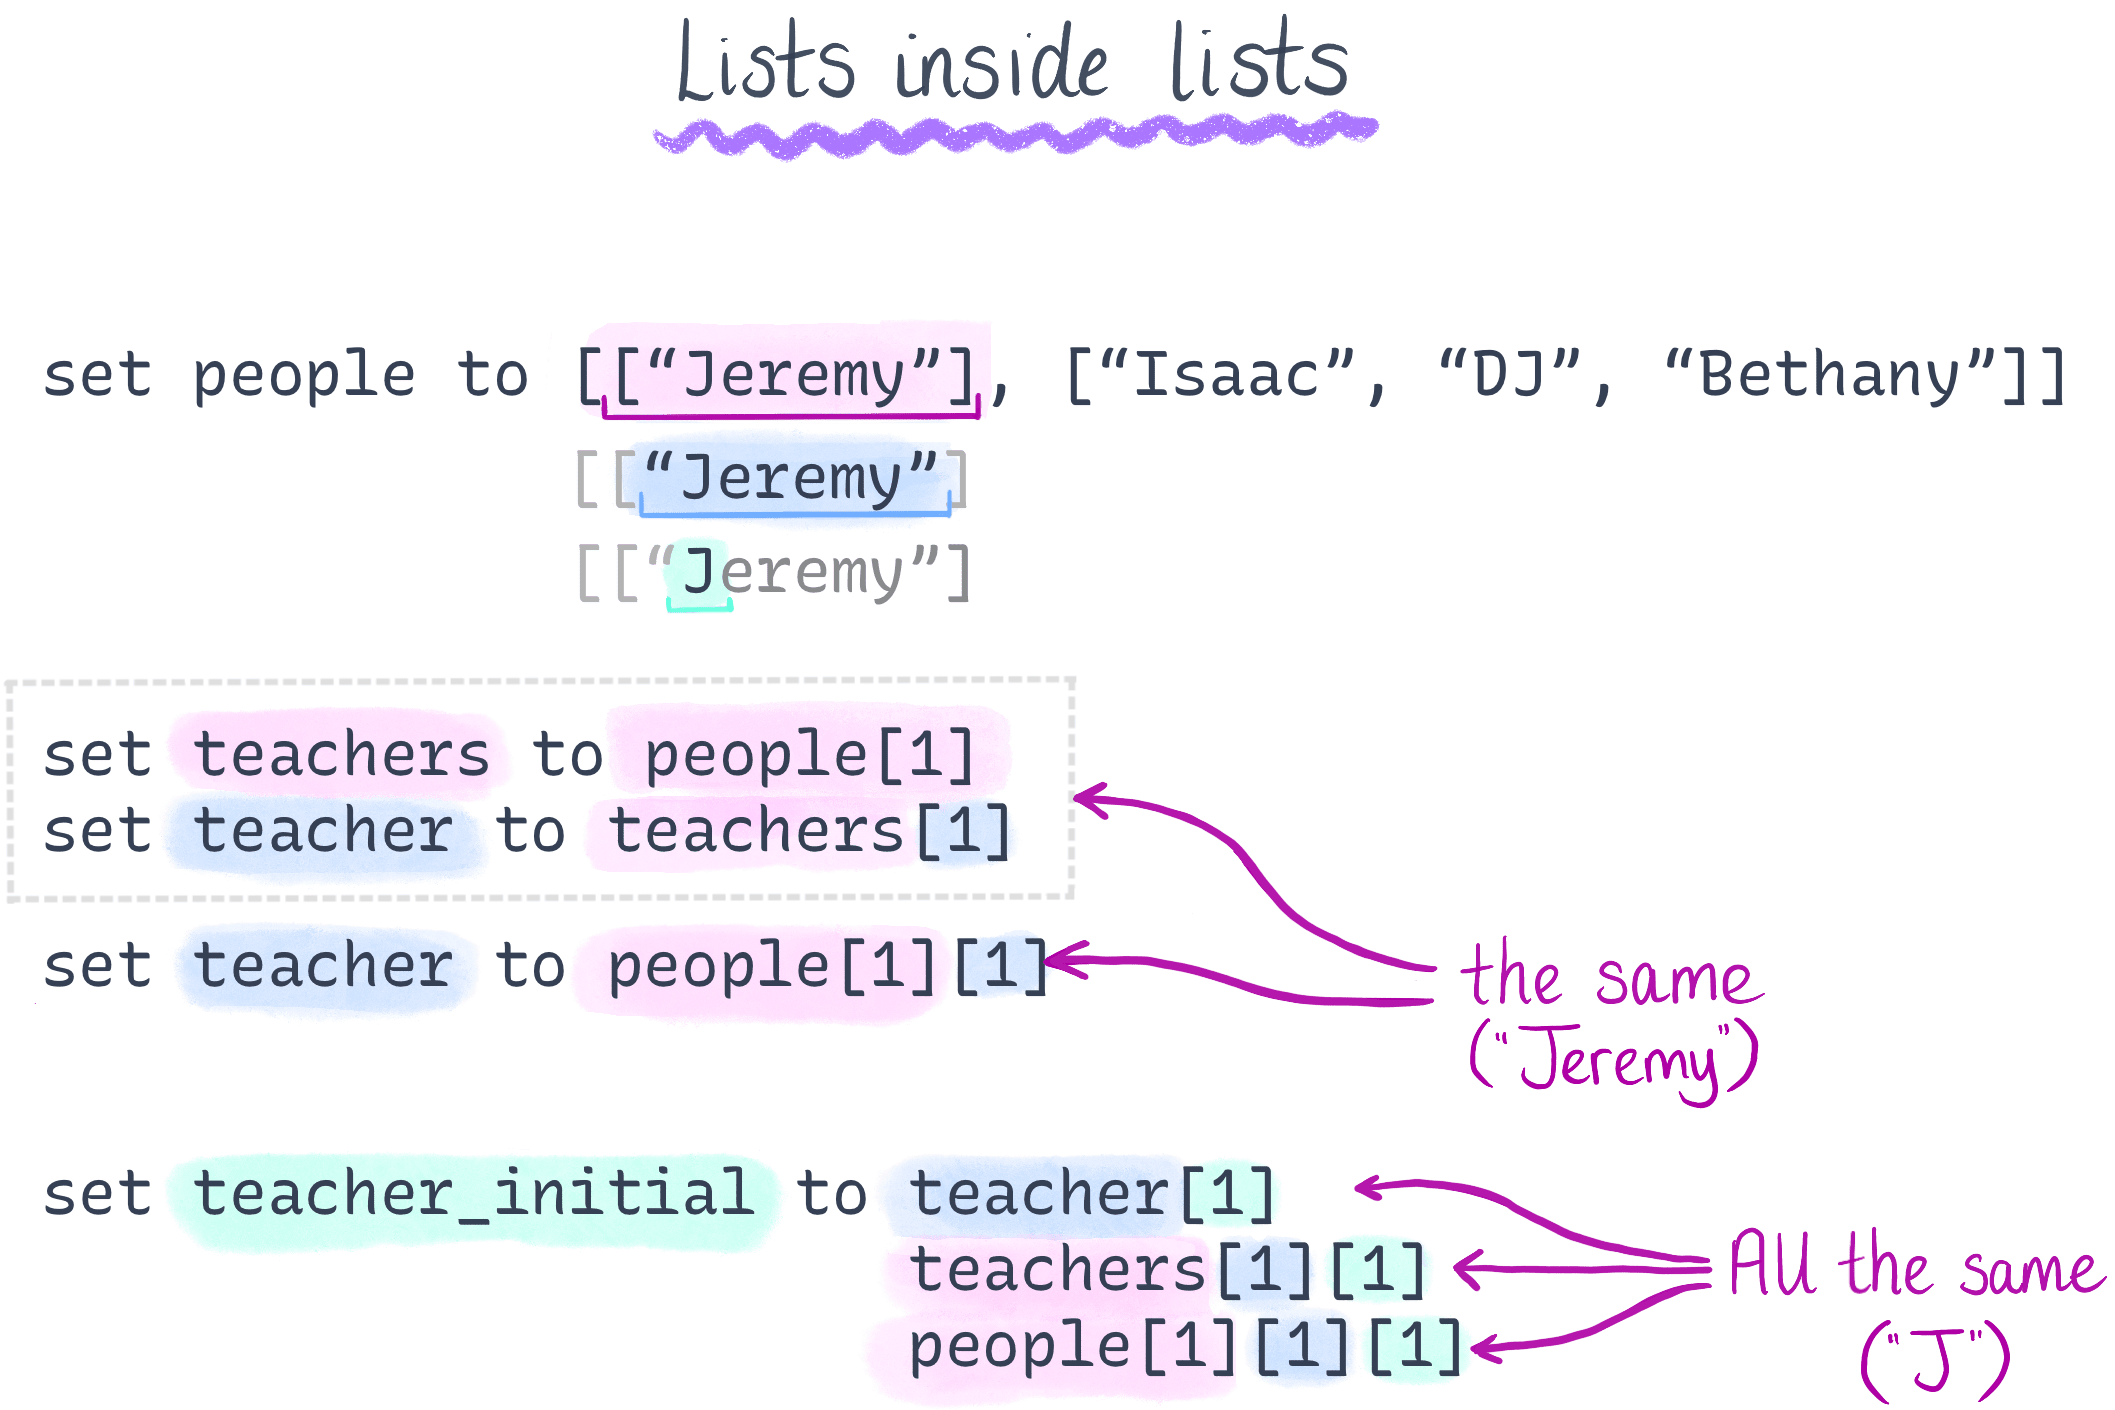 Lists inside lists
set people to [[“Jeremy”], [“Isaac”, “DJ”, “Bethany”]]
[[“Jeremy”]
[[“Jeremy”]
set teachers to people[1]
set teacher to teachers[1]
set teacher to people[1][1]
the same
("Jeremy")
set teacher_initial to teacher[1]
teachers[1][1]
people[1][1][1]
All the same
("J")